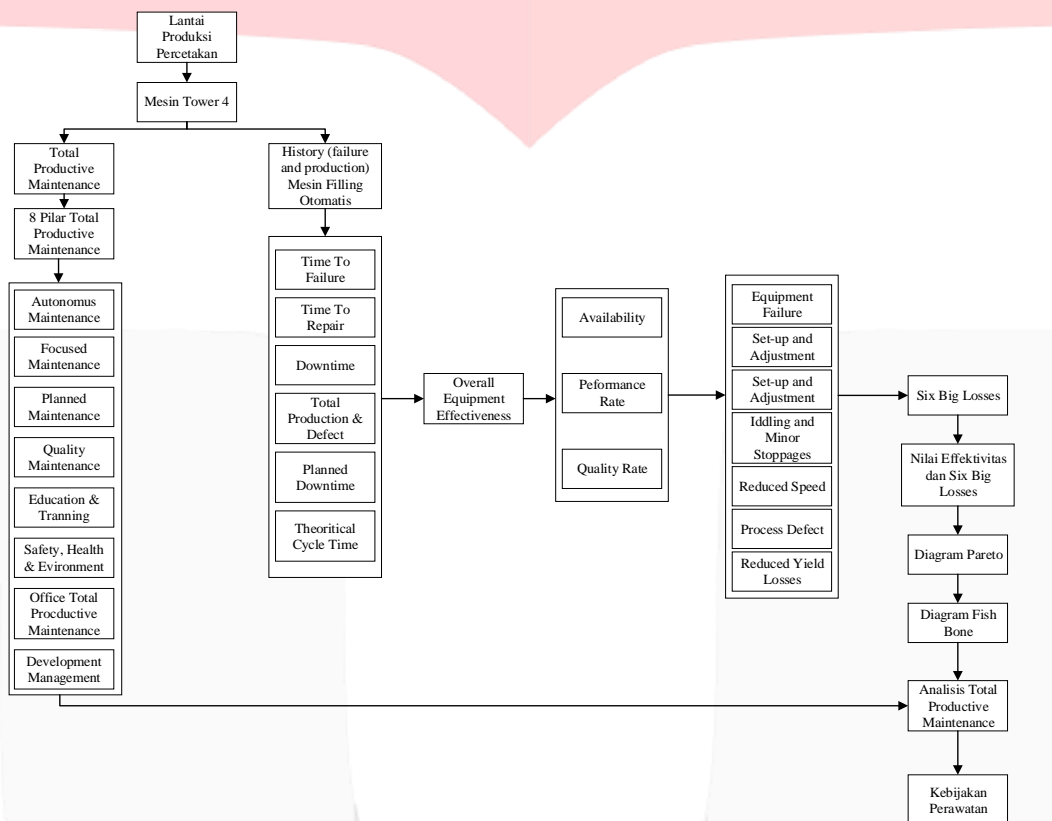 Lantai
Produksi
Percetakan
Mesin Tower 4
Total
Productive
Maintenance
8 Pilar Total
Productive
Maintenance
Autonomus
Maintenance
Focused
Maintenance
Planned
Maintenance
Quality
Maintenance
Education &
Tranning
Safety, Health
& Evironment
Office Total
Procductive
Maintenance
Development
Management
History (failure
and production)
Mesin Filling
Otomatis
Time To
Failure
Time To
Repair
Downtime
Total
Production &
Defect
Planned
Downtime
Theoritical
Cycle Time
Overall
Equipment
Effectiveness
Availability
Peformance
Rate
Quality Rate
Equipment
Failure
Set-up and
Adjustment
Set-up and
Adjustment
Iddling and
Minor
Stoppages
Reduced Speed
Process Defect
Reduced Yield
Losses
Six Big Losses
Nilai Effektivitas
dan Six Big
Losses
Diagram Pareto
Diagram Fish
Bone
Analisis Total
Productive
Maintenance
Kebijakan
Perawatan